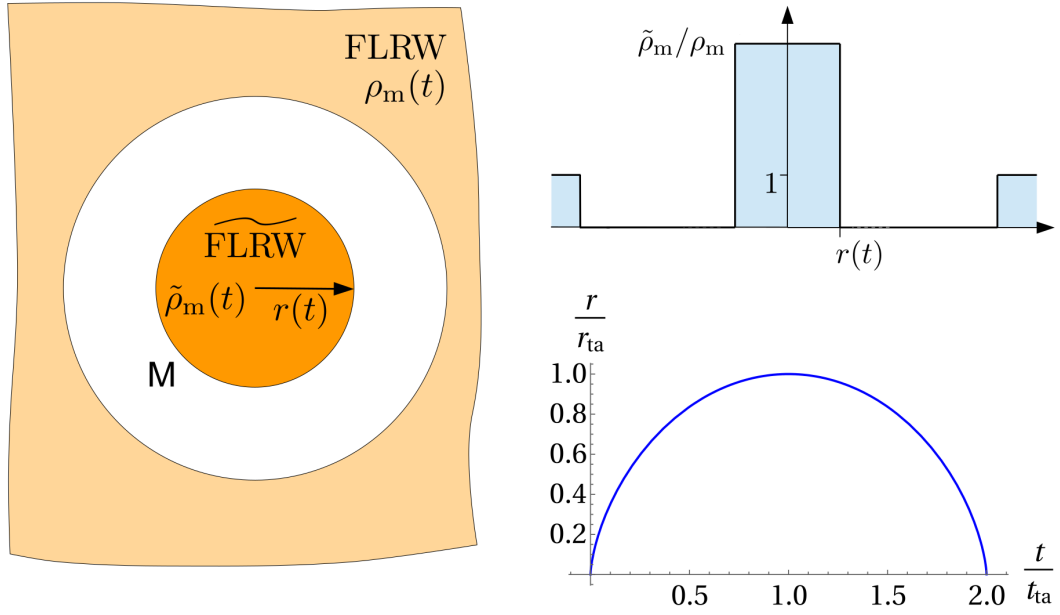 FLRW
ρₘ(t)
FLRW
ρ̃ₘ(t)
r(t)
M
ρ̃ₘ/ρₘ
1
r(t)
r
rₜₐ
1.0
0.8
0.6
0.4
0.2
0.5
1.0
1.5
2.0
t
tₜₐ